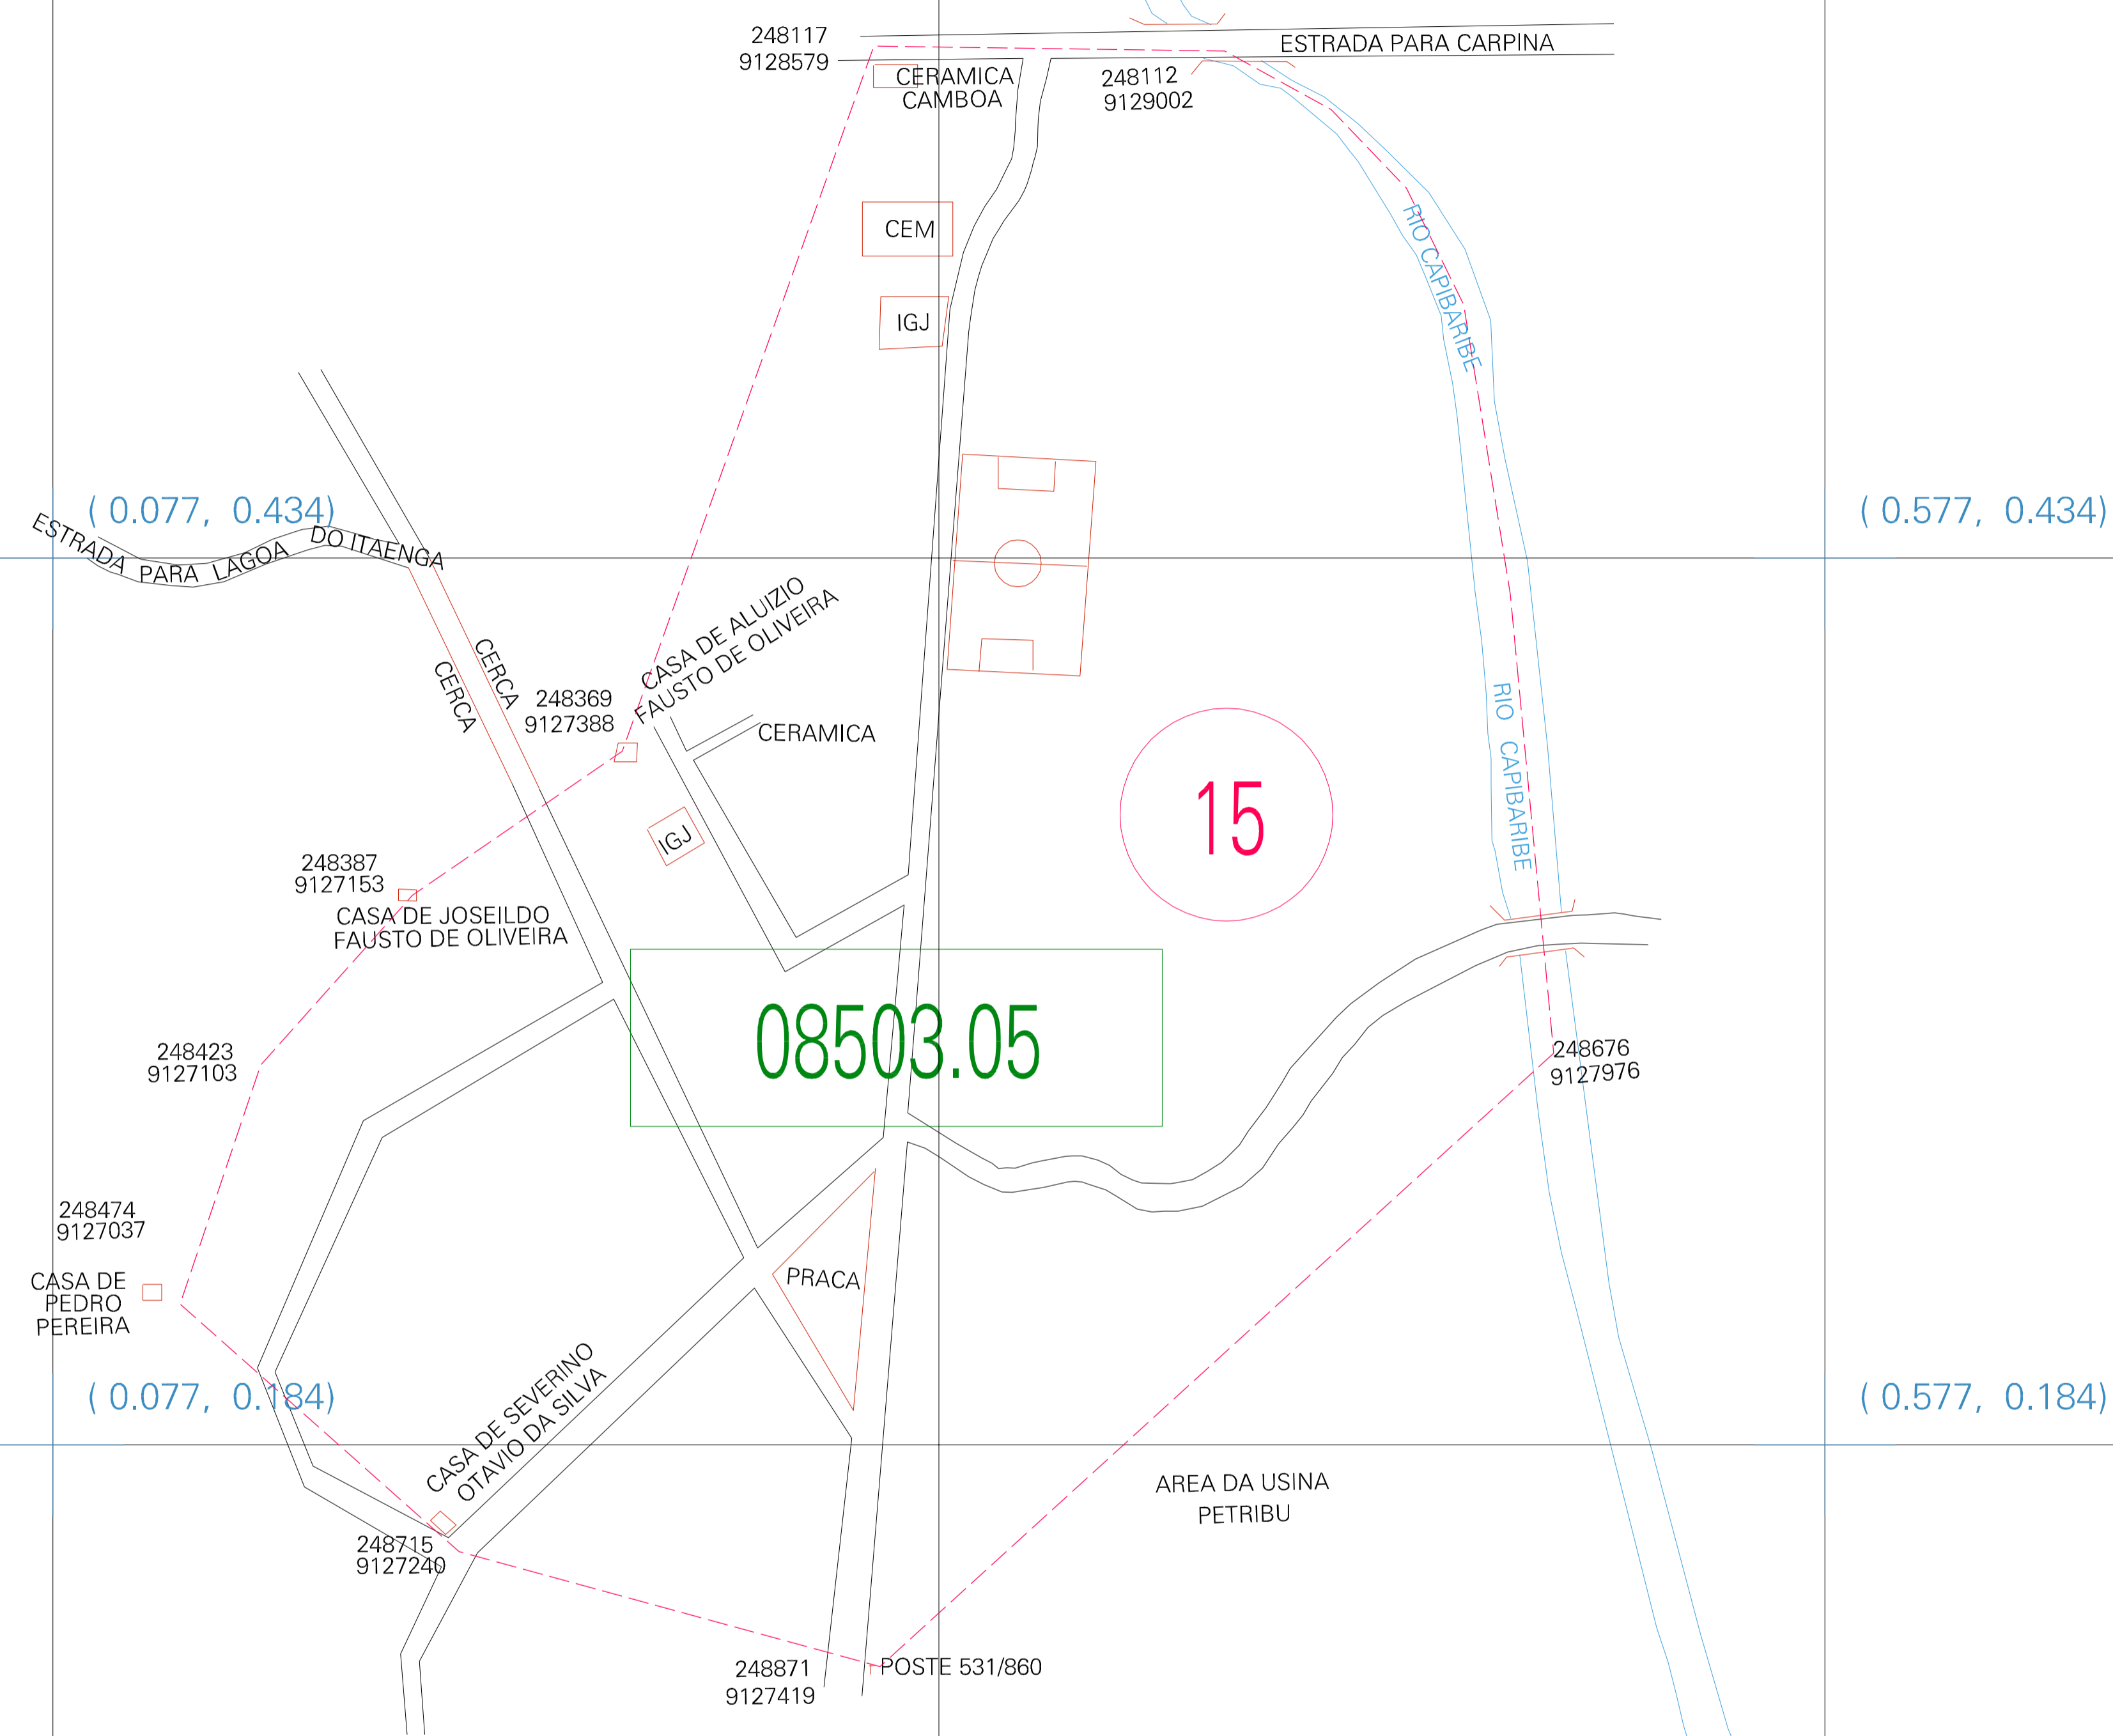 248117
9128579
ESTRADA PARA CARPINA
CERAMICA
CAMBOA
248112
9129002
CEM
IGJ
RIO CAPIBARIBE
( 0.077, 0.434)
( 0.577, 0.434)
ESTRADA PARA LAGOA DO ITAENGA
CERCA
CERCA
CASA DE ALUIZIO
FAUSTO DE OLIVEIRA
248369
9127388
CERAMICA
RIO CAPIBARIBE
15
IGJ
248387
9127153
CASA DE JOSEILDO
FAUSTO DE OLIVEIRA
08503.05
248423
9127103
248676
9127976
248474
9127037
CASA DE
PEDRO
PEREIRA
PRACA
( 0.077, 0.184)
( 0.577, 0.184)
CASA DE SEVERINO
OTAVIO DA SILVA
AREA DA USINA
PETRIBU
248715
9127240
248871
9127419
POSTE 531/860